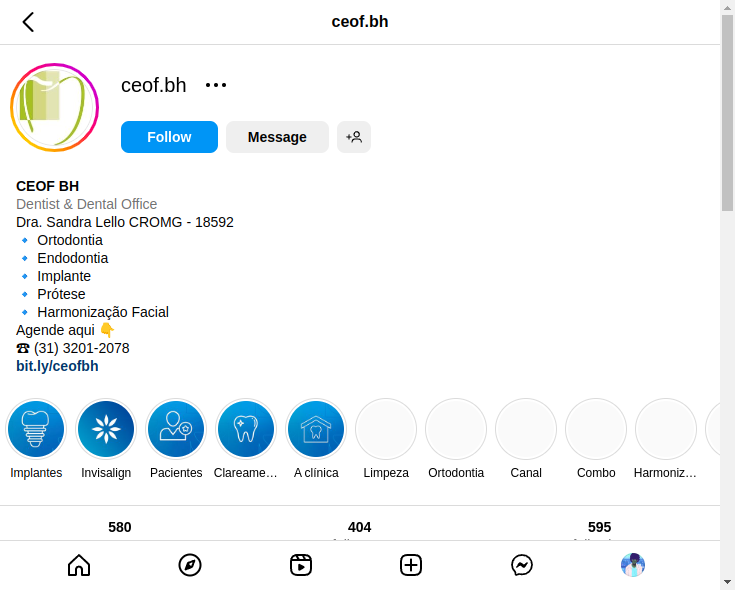 ceof.bh
ceof.bh
Follow
Message
CEOF BH
Dentist & Dental Office
Dra. Sandra Lello CROMG - 18592
🔹 Ortodontia
🔹 Endodontia
🔹 Implante
🔹 Prótese
🔹 Harmonização Facial
Agende aqui 👇
☎ (31) 3201-2078
bit.ly/ceofbh
Implantes Invisalign Pacientes Clareame… A clínica Limpeza Ortodontia Canal Combo Harmoniz…
580 404 595